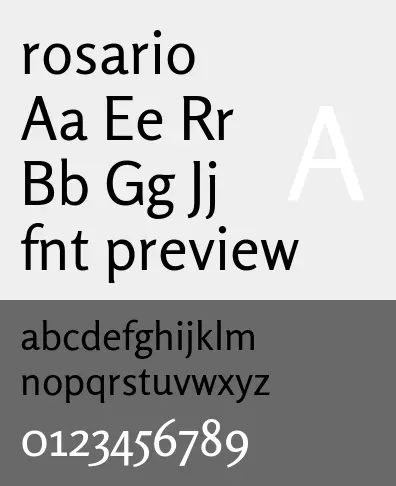 rosario
Aa Ee Rr
A
Bb Gg Jj
fnt preview
abcdefghijklm
nopqrstuvwxyz
0123456789